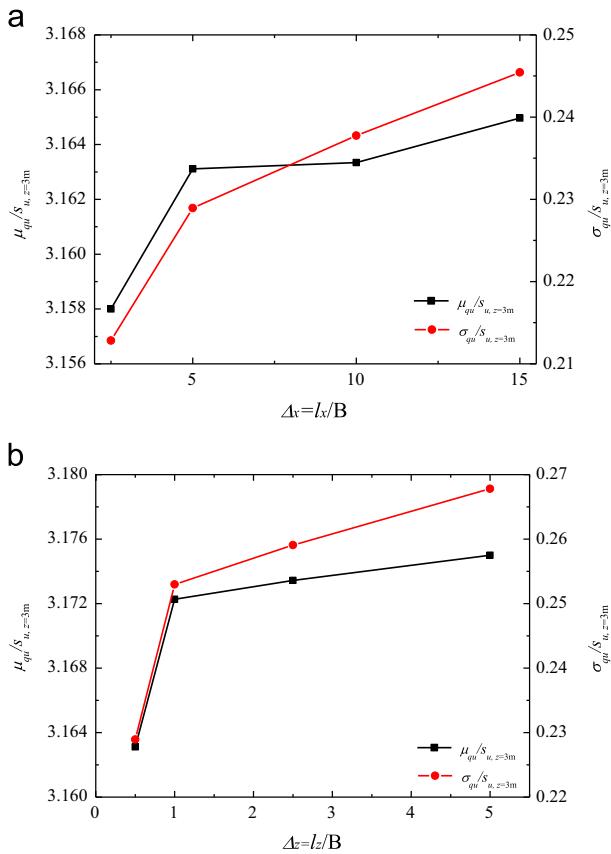 a
3.168
3.166
3.164
3.162
3.160
3.158
3.156
0.25
0.24
0.23
0.22
0.21
5
10
15
μqu/su, z=3m
σqu/su, z=3m
μqu/su, z=3m
σqu/su, z=3m
Δx=lx/B
b
3.180
3.176
3.172
3.168
3.164
3.160
0.27
0.26
0.25
0.24
0.23
0.22
0
1
2
3
4
5
μqu/su, z=3m
σqu/su, z=3m
μqu/su, z=3m
σqu/su, z=3m
Δz=lz/B